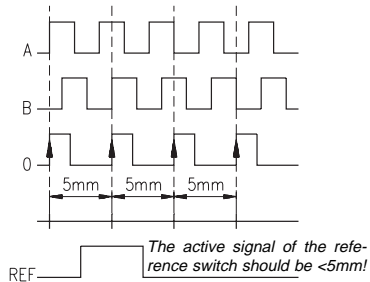 A
B
0
5mm 5mm 5mm
The active signal of the refe-
rence switch should be <5mm!
REF